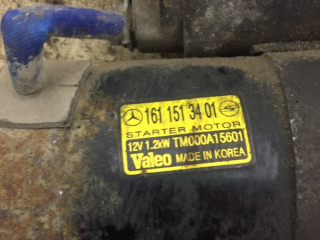 161 151 34 01
STARTER MOTOR
12V 1.2kW TM000A15601
Valeo MADE IN KOREA